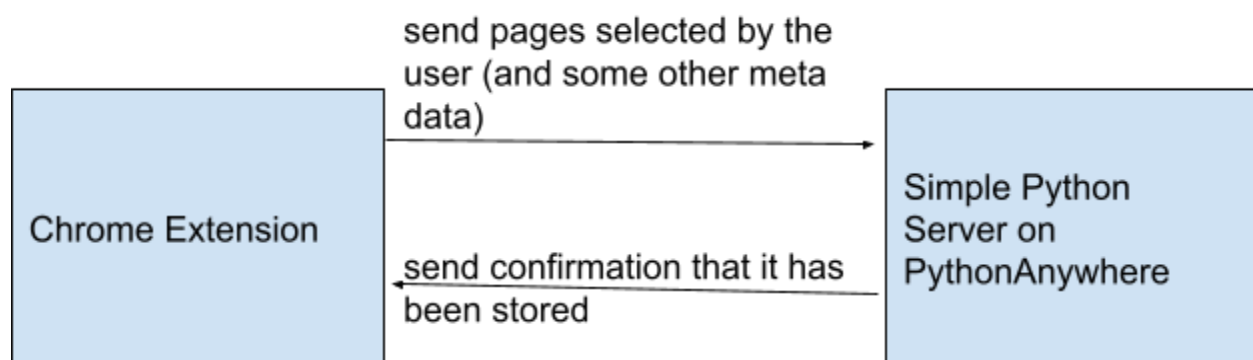 send pages selected by the
user (and some other meta
data)
Chrome Extension
Simple Python
Server on
PythonAnywhere
send confirmation that it has
been stored